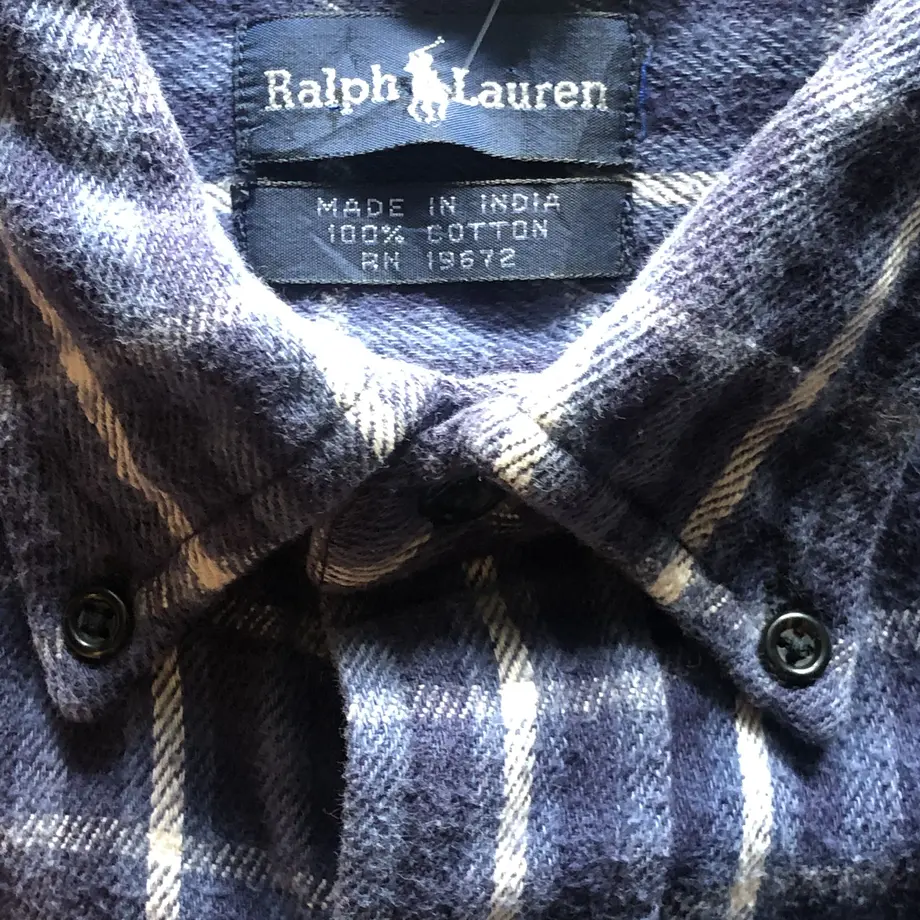 Ralph Lauren
MADE IN INDIA
100% COTTON
RN 19672